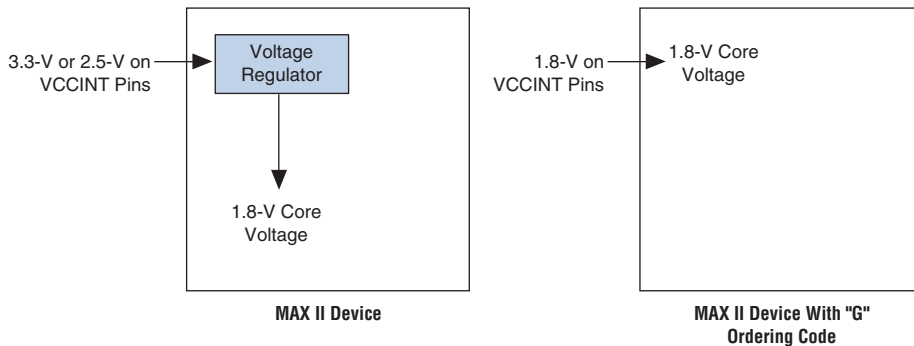 3.3-V or 2.5-V on
VCCINT Pins
Voltage
Regulator
1.8-V Core
Voltage
MAX II Device
1.8-V on
VCCINT Pins
1.8-V Core
Voltage
MAX II Device With "G"
Ordering Code